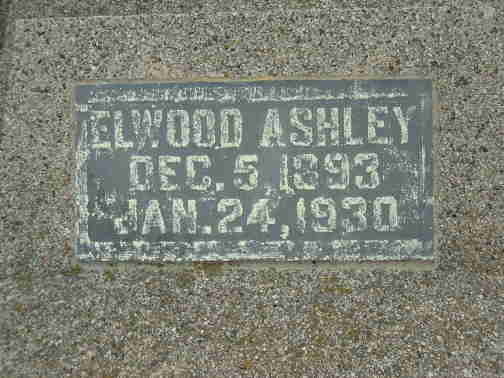 ELWOOD ASHLEY
DEC. 5, 1893
JAN. 24, 1930